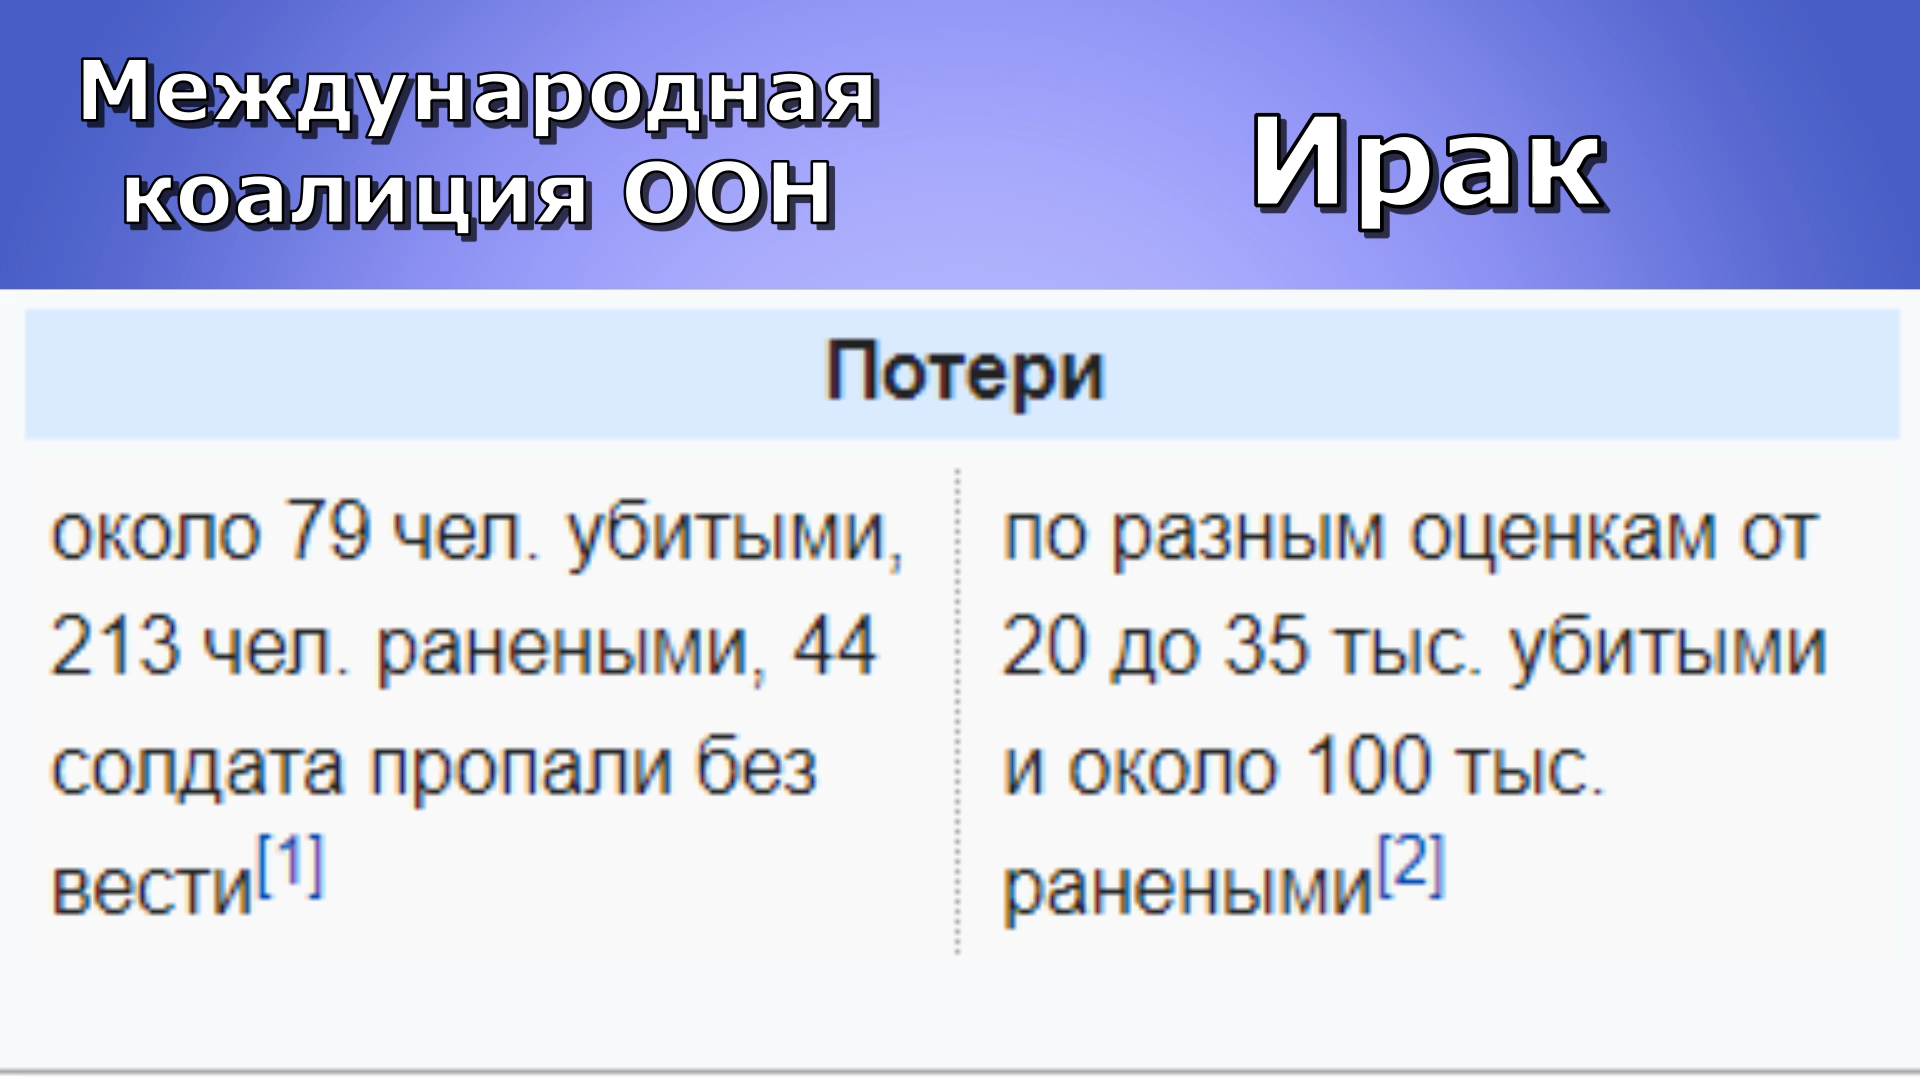 Международная
коалиция ООН
Ирак
Потери
около 79 чел. убитыми,
213 чел. ранеными, 44
солдата пропали без
вести[1]
по разным оценкам от
20 до 35 тыс. убитыми
и около 100 тыс.
ранеными[2]